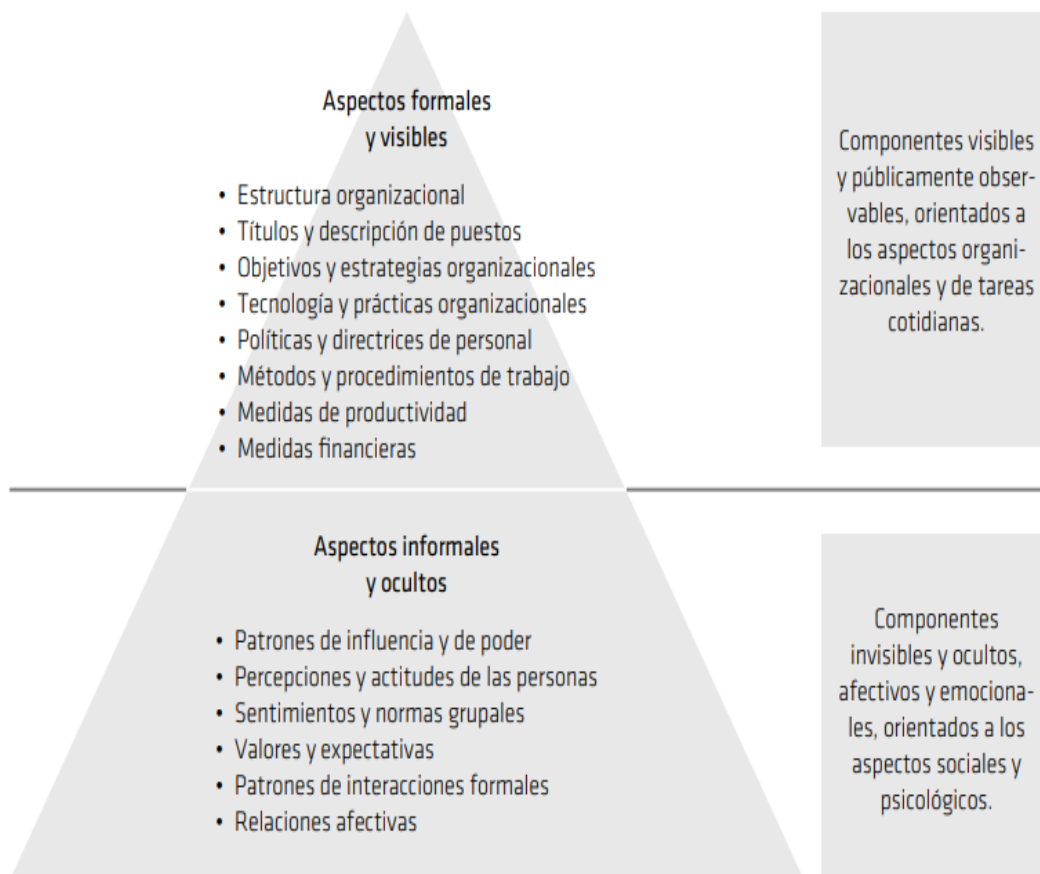 Aspectos formales
y visibles
• Estructura organizacional
• Títulos y descripción de puestos
• Objetivos y estrategias organizacionales
• Tecnología y prácticas organizacionales
• Políticas y directrices de personal
• Métodos y procedimientos de trabajo
• Medidas de productividad
• Medidas financieras
Componentes visibles
y públicamente obser-
vables, orientados a
los aspectos organi-
zacionales y de tareas
cotidianas.
Aspectos informales
y ocultos
• Patrones de influencia y de poder
• Percepciones y actitudes de las personas
• Sentimientos y normas grupales
• Valores y expectativas
• Patrones de interacciones formales
• Relaciones afectivas
Componentes
invisibles y ocultos,
afectivos y emociona-
les, orientados a los
aspectos sociales y
psicológicos.